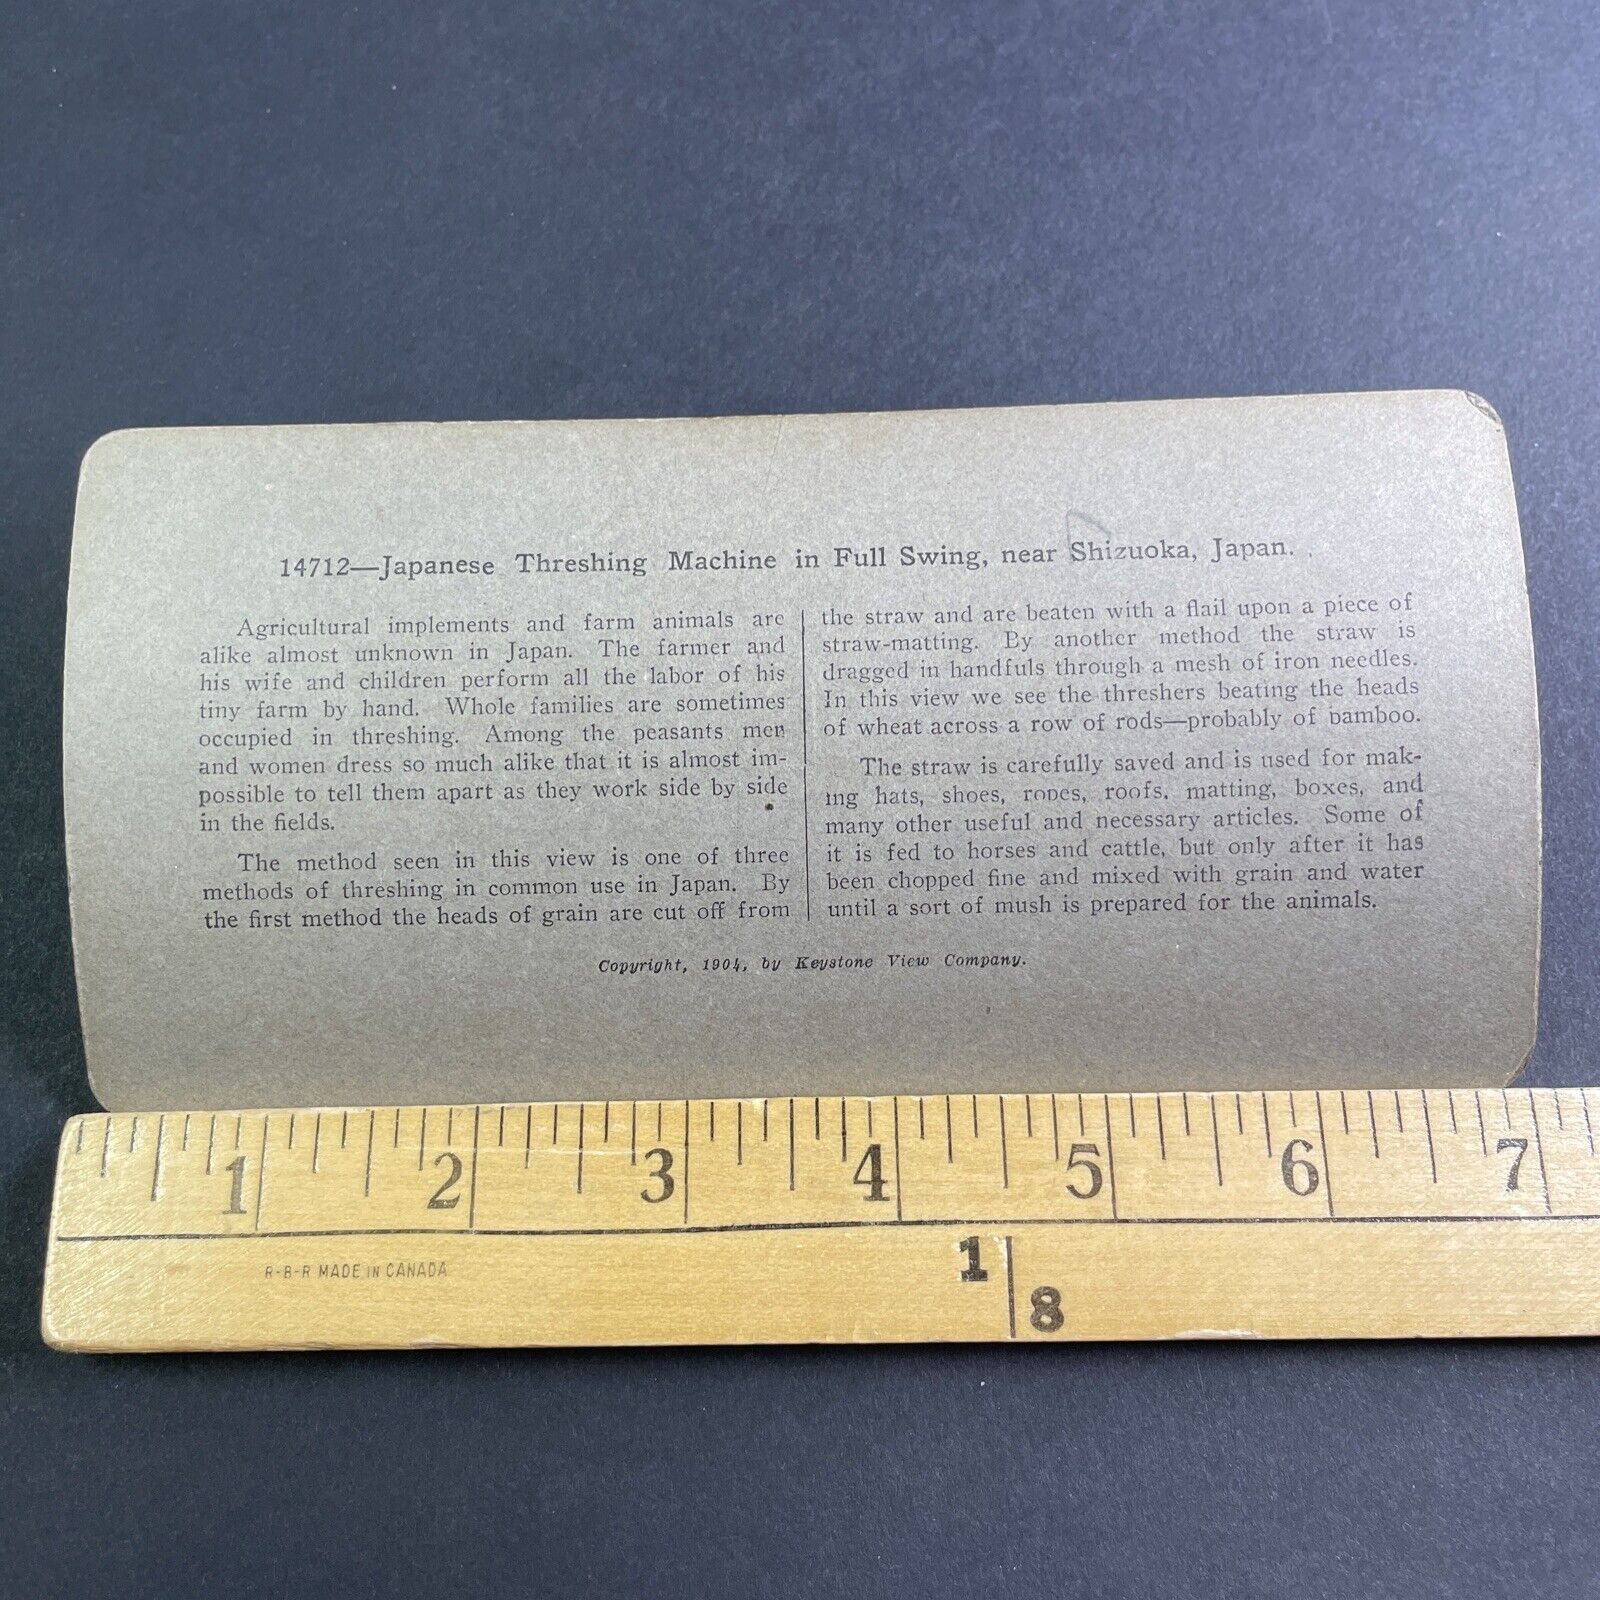 14712—Japanese Threshing Machine in Full Swing, near Shizuoka, Japan.
Agricultural implements and farm animals are
alike almost unknown in Japan. The farmer and
his wife and children perform all the labor of his
tiny farm by hand. Whole families are sometimes
occupied in threshing. Among the peasants men
and women dress so much alike that it is almost im-
possible to tell them apart as they work side by side
in the fields.
The method seen in this view is one of three
methods of threshing in common use in Japan. By
the first method the heads of grain are cut off from
the straw and are beaten with a flail upon a piece of
straw-matting. By another method the straw is
dragged in handfuls through a mesh of iron needles.
In this view we see the threshers beating the heads
of wheat across a row of rods—probably of bamboo.
The straw is carefully saved and is used for mak-
ing hats, shoes, ropes, roofs, matting, boxes, and
many other useful and necessary articles. Some of
it is fed to horses and cattle, but only after it has
been chopped fine and mixed with grain and water
until a sort of mush is prepared for the animals.
Copyright, 1904, by Keystone View Company.
1 2 3 4 5 6 7
R-B-R MADE IN CANADA
1
8